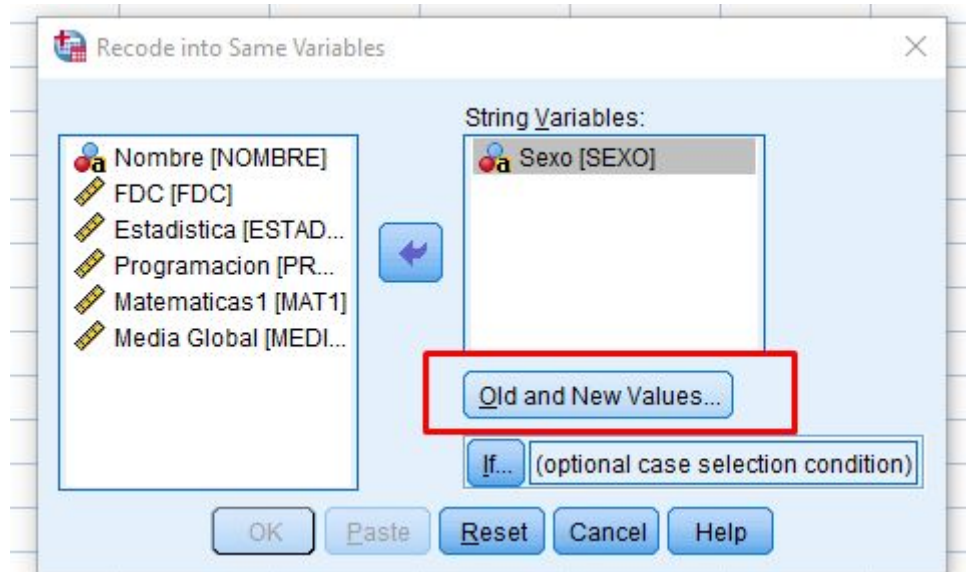 Recode into Same Variables
String Variables:
Nombre [NOMBRE]
FDC [FDC]
Estadistica [ESTAD...
Programacion [PR...
Matematicas1 [MAT1]
Media Global [MEDI...
Sexo [SEXO]
Old and New Values...
If... (optional case selection condition)
OK Paste Reset Cancel Help